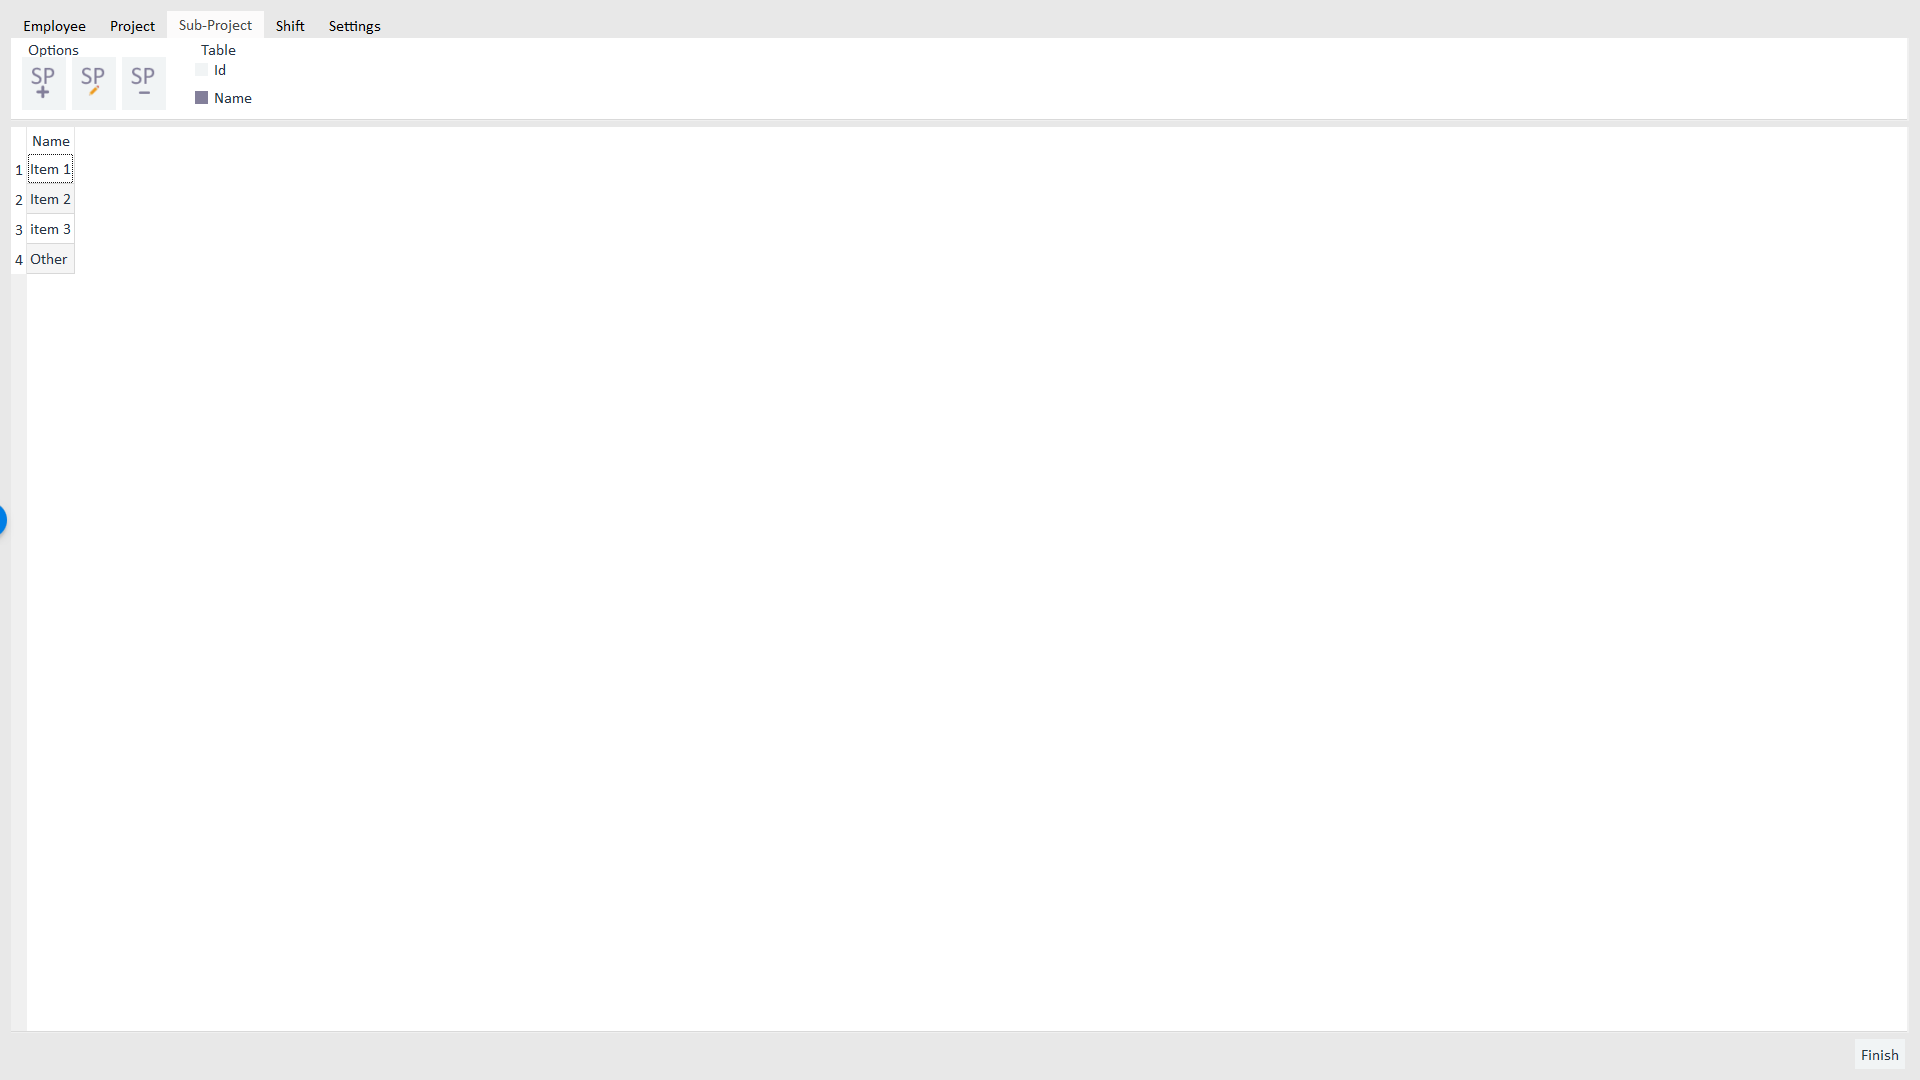 Employee Project Sub-Project Shift Settings
Options Table
SP SP SP
Id
Name
Name
1 Item 1
2 Item 2
3 item 3
4 Other
Finish